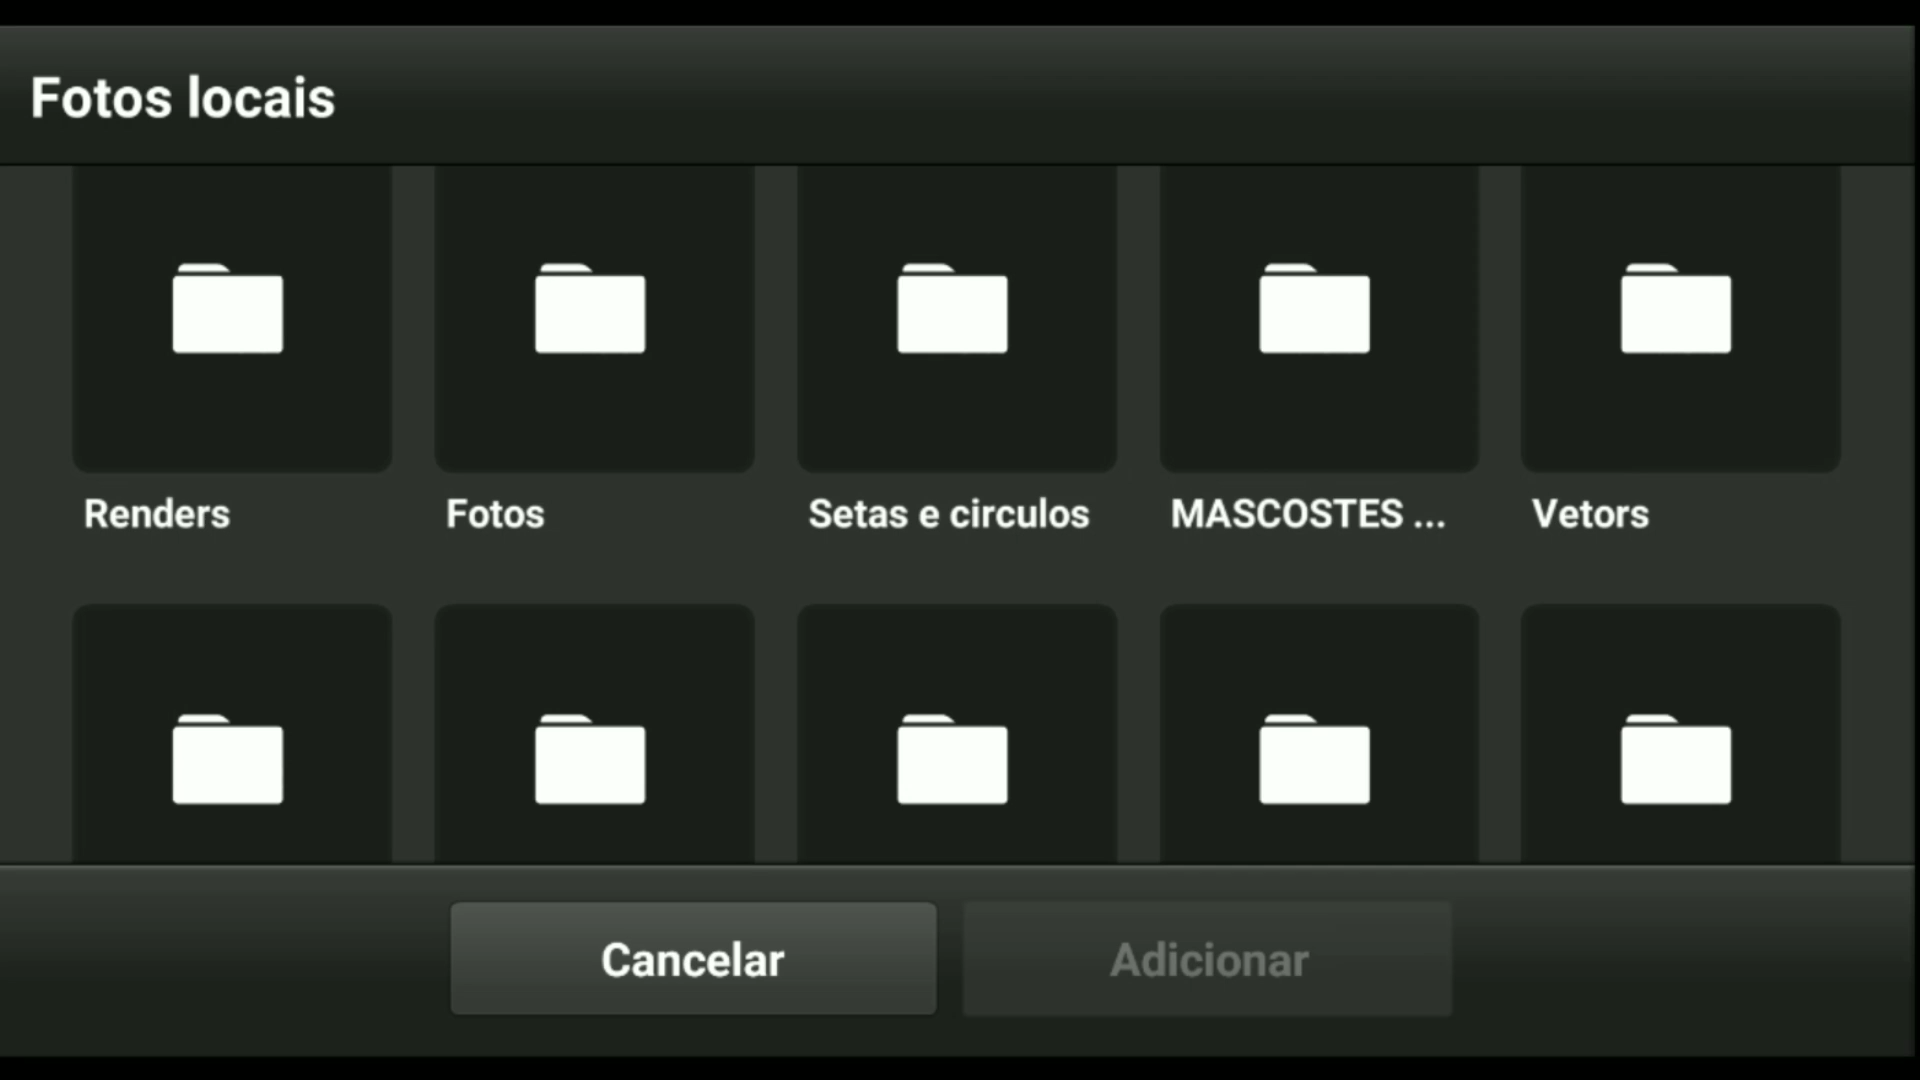 Fotos locais
Renders
Fotos
Setas e circulos
MASCOSTES ...
Vetors
Cancelar
Adicionar